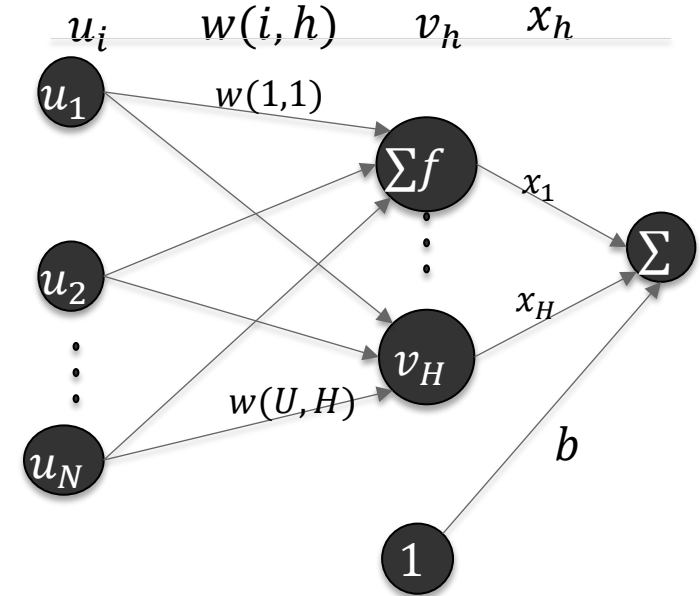 u_i w(i, h) v_h x_h
u_1
w(1,1)
∑f
x_1
u_2
∑
x_H
v_H
w(U, H)
u_N
b
1